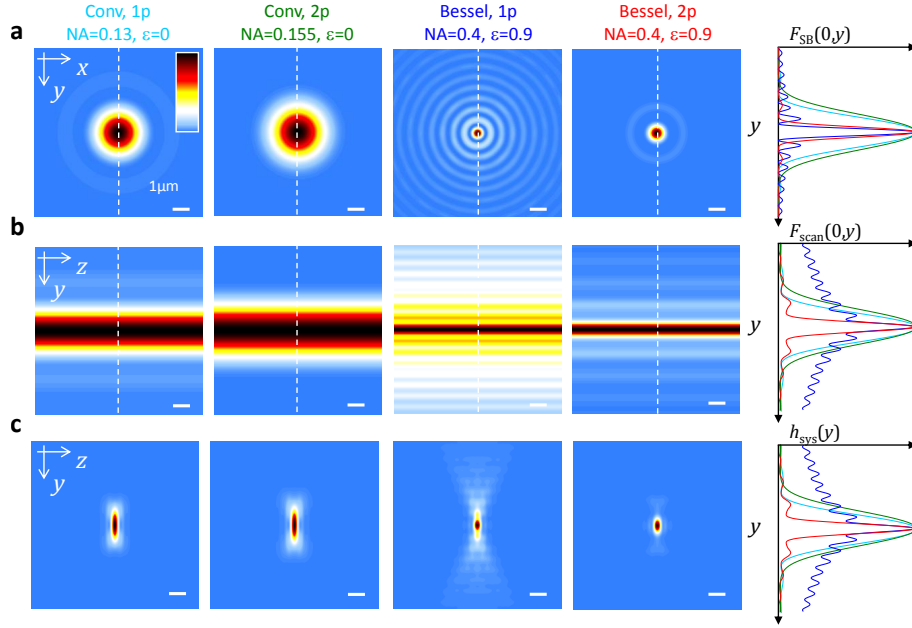 Conv, 1p
NA=0.13, ε=0
Conv, 2p
NA=0.155, ε=0
Bessel, 1p
NA=0.4, ε=0.9
Bessel, 2p
NA=0.4, ε=0.9
a
x
y
1µm
F_SB(0,y)
y
b
z
y
F_scan(0,y)
y
c
z
y
h_sys(y)
y